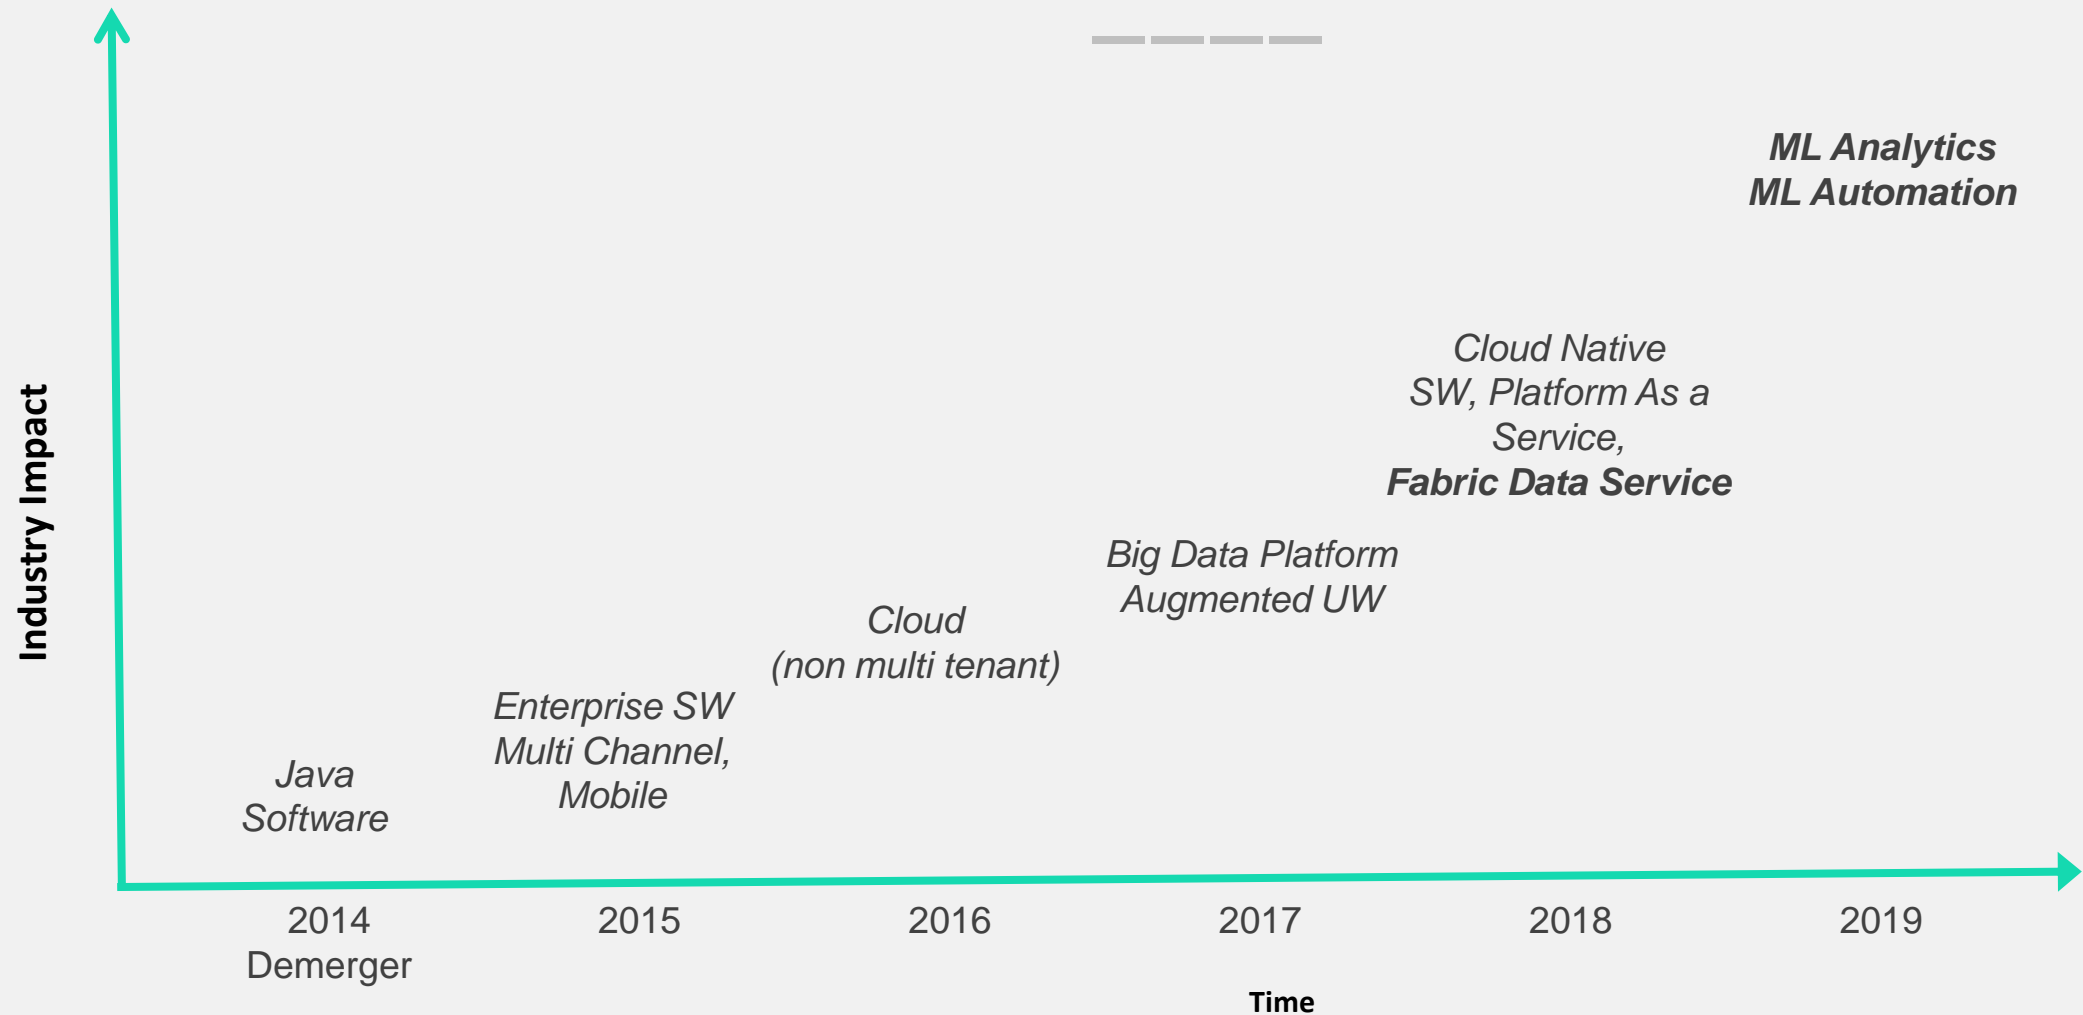 Industry Impact
ML Analytics
ML Automation
Cloud Native
SW, Platform As a
Service,
Fabric Data Service
Big Data Platform
Augmented UW
Cloud
(non multi tenant)
Enterprise SW
Multi Channel,
Mobile
Java
Software
2014 2015 2016 2017 2018 2019
Demerger
Time